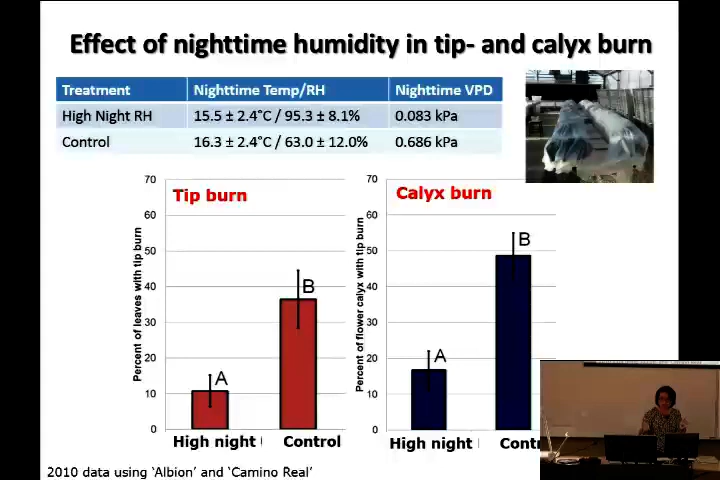 Effect of nighttime humidity in tip- and calyx burn
Treatment Nighttime Temp/RH Nighttime VPD
High Night RH 15.5 ± 2.4°C / 95.3 ± 8.1% 0.083 kPa
Control 16.3 ± 2.4°C / 63.0 ± 12.0% 0.686 kPa
Tip burn
Percent of leaves with tip burn
70
60
50
40
30
20
10
0
A
B
High night
Control
Calyx burn
Percent of flower calyx with tip burn
70
60
50
40
30
20
10
0
A
B
High night
Contr
2010 data using ‘Albion’ and ‘Camino Real’